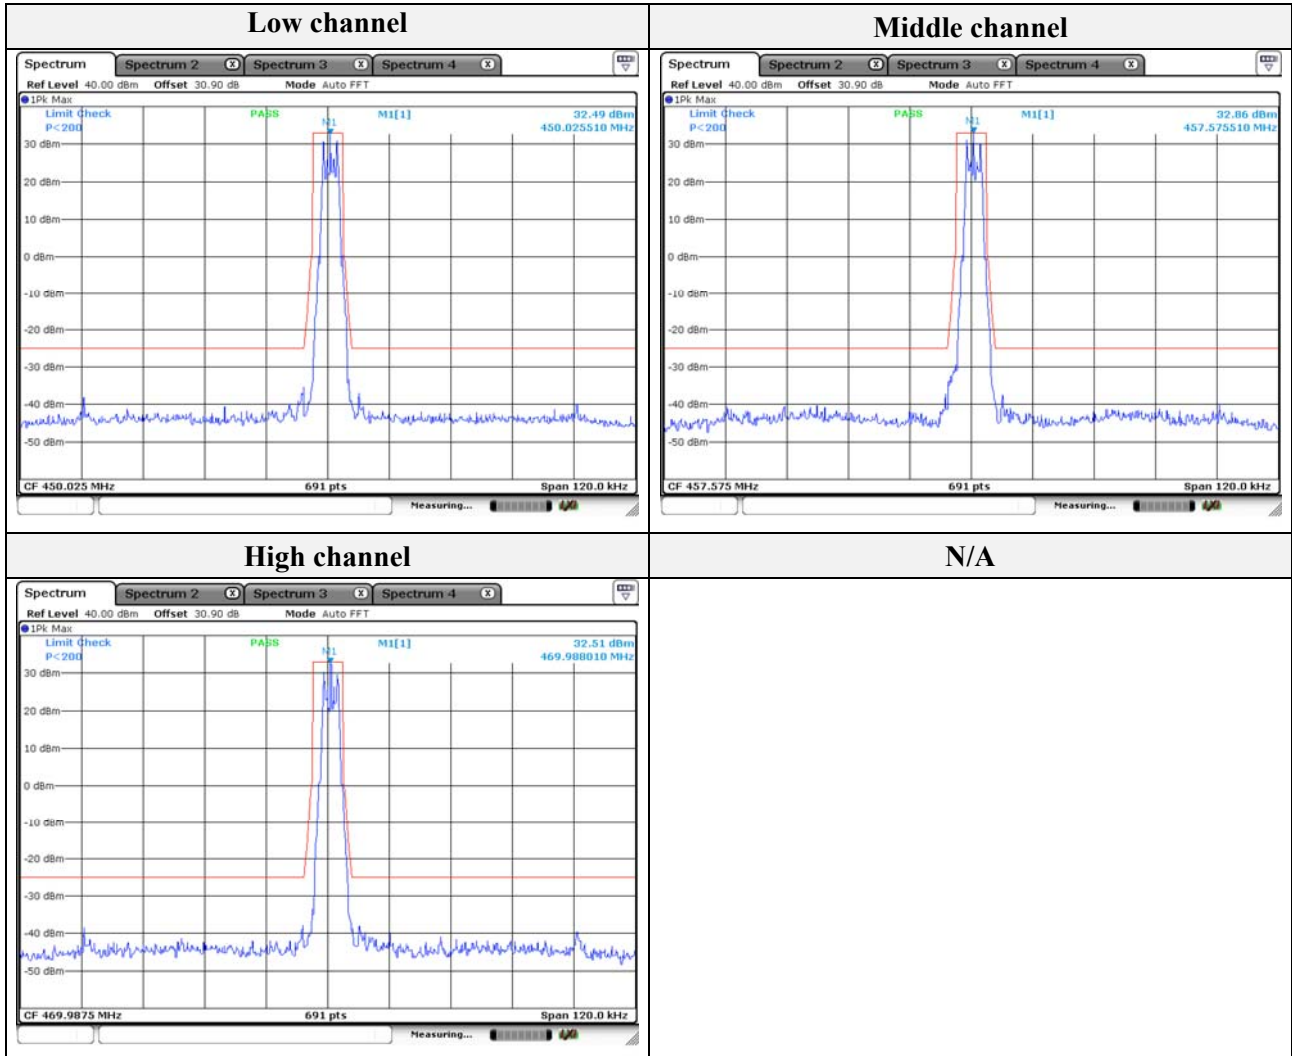 Low channel
Middle channel
Spectrum Spectrum 2 X Spectrum 3 X Spectrum 4 X
Ref Level 40.00 dBm Offset 30.90 dB Mode Auto FFT
1Pk Max
Limit Check PASS M1[1] 32.49 dBm
P<200 M1 450.025510 MHz
30 dBm
20 dBm
10 dBm
0 dBm
-10 dBm
-20 dBm
-30 dBm
-40 dBm
-50 dBm
CF 450.025 MHz 691 pts Span 120.0 kHz
Measuring...
Spectrum Spectrum 2 X Spectrum 3 X Spectrum 4 X
Ref Level 40.00 dBm Offset 30.90 dB Mode Auto FFT
1Pk Max
Limit Check PASS M1[1] 32.86 dBm
P<200 M1 457.575510 MHz
30 dBm
20 dBm
10 dBm
0 dBm
-10 dBm
-20 dBm
-30 dBm
-40 dBm
-50 dBm
CF 457.575 MHz 691 pts Span 120.0 kHz
Measuring...
High channel
N/A
Spectrum Spectrum 2 X Spectrum 3 X Spectrum 4 X
Ref Level 40.00 dBm Offset 30.90 dB Mode Auto FFT
1Pk Max
Limit Check PASS M1[1] 32.51 dBm
P<200 M1 469.988010 MHz
30 dBm
20 dBm
10 dBm
0 dBm
-10 dBm
-20 dBm
-30 dBm
-40 dBm
-50 dBm
CF 469.9875 MHz 691 pts Span 120.0 kHz
Measuring...